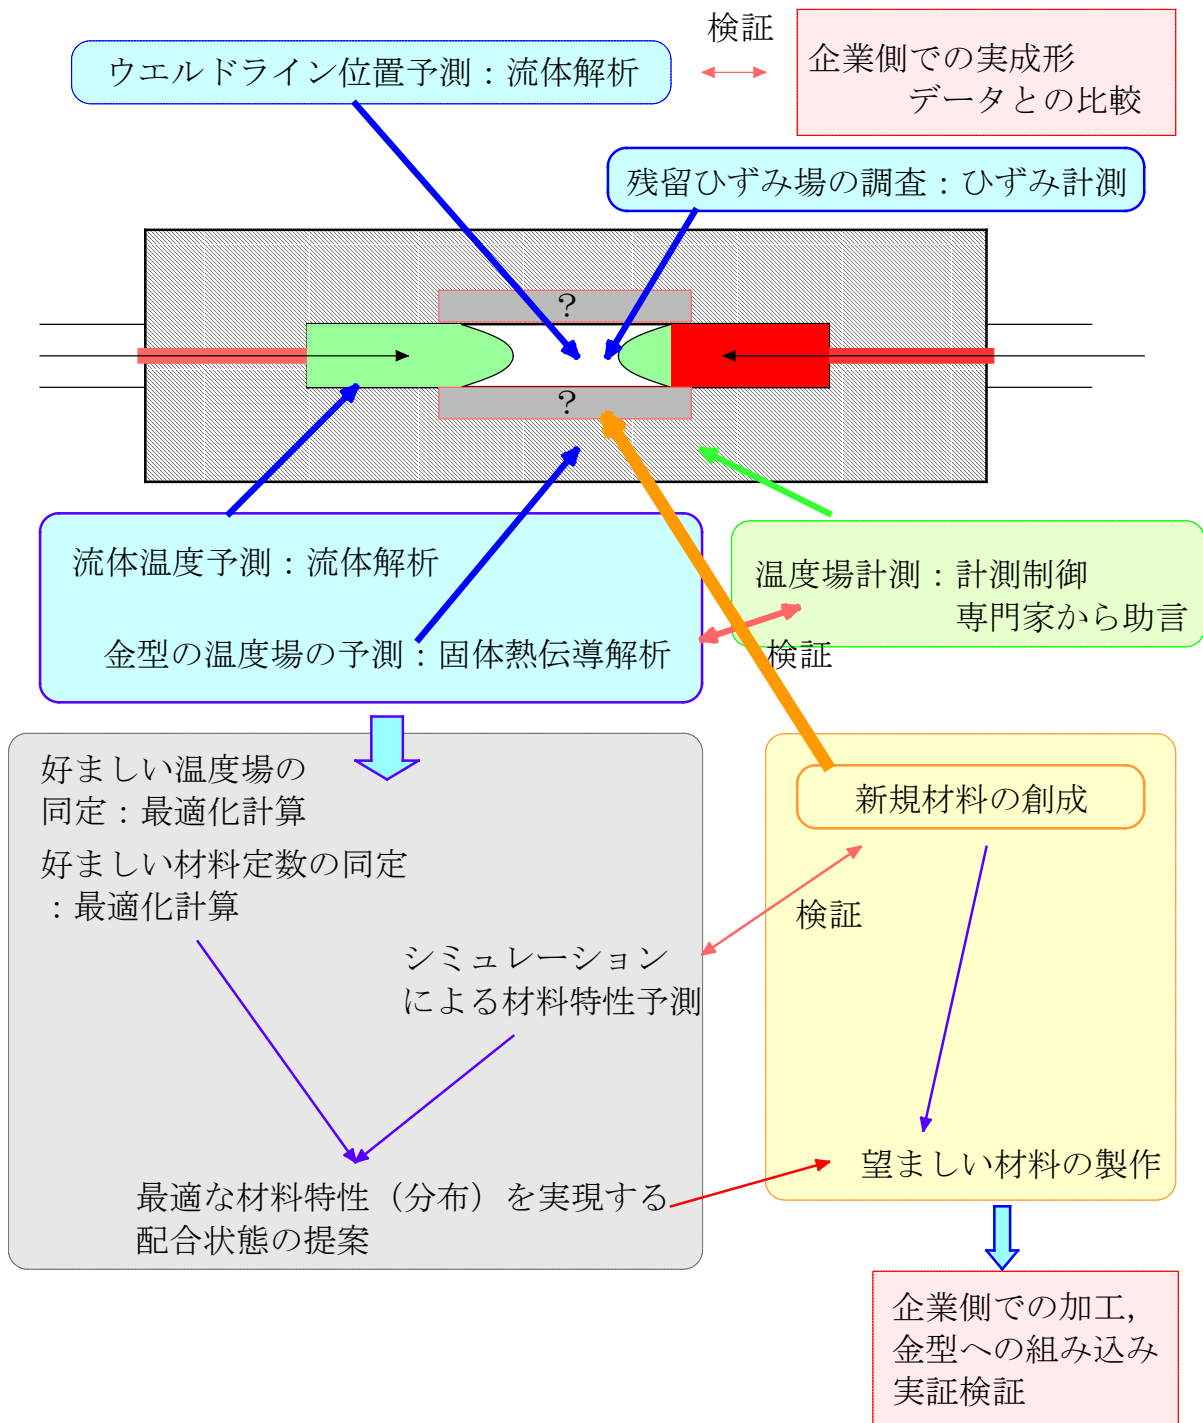 検証
ウエルドライン位置予測：流体解析
企業側での実成形
データとの比較
残留ひずみ場の調査：ひずみ計測
？
？
流体温度予測：流体解析
金型の温度場の予測：固体熱伝導解析
温度場計測：計測制御
専門家から助言
検証
好ましい温度場の
同定：最適化計算
好ましい材料定数の同定
：最適化計算
新規材料の創成
検証
シミュレーション
による材料特性予測
望ましい材料の製作
最適な材料特性（分布）を実現する
配合状態の提案
企業側での加工,
金型への組み込み
実証検証